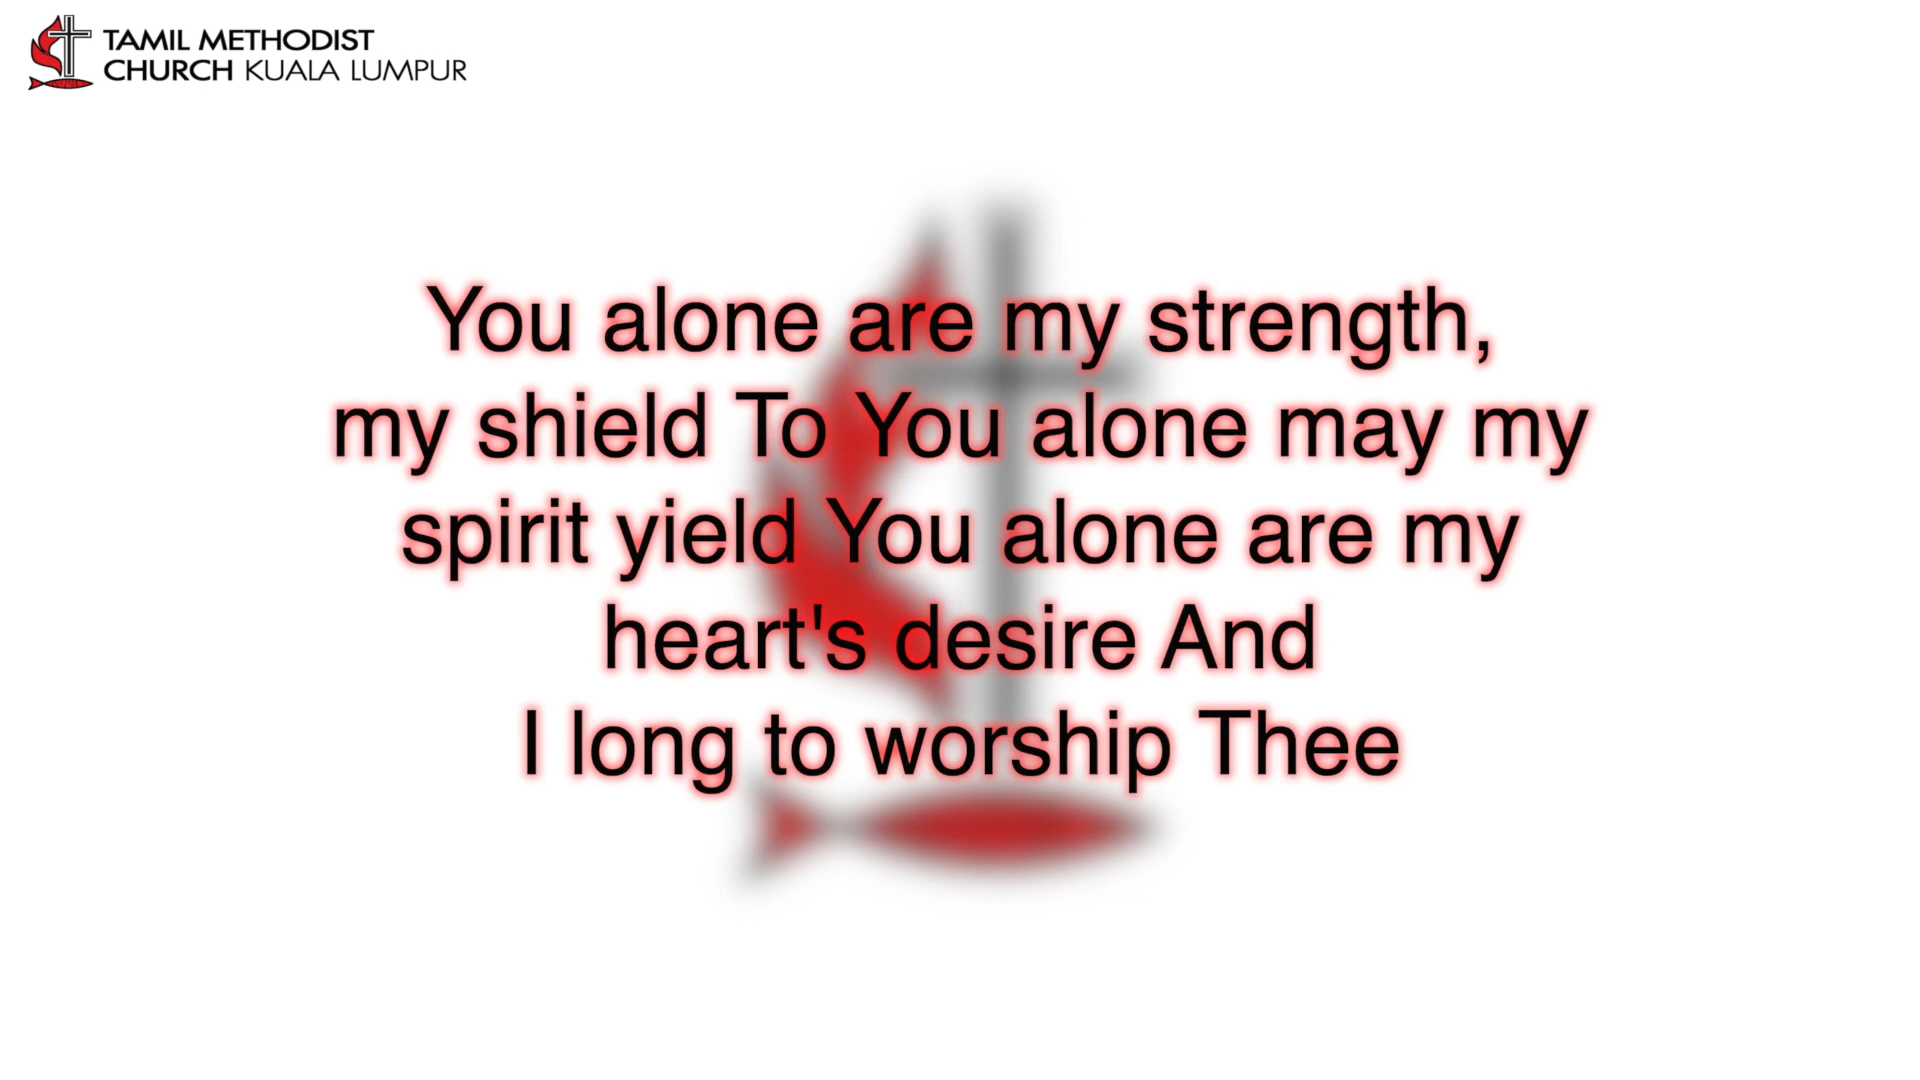 TAMIL METHODIST
CHURCH KUALA LUMPUR
You alone are my strength,
my shield To You alone may my
spirit yield You alone are my
heart's desire And
I long to worship Thee